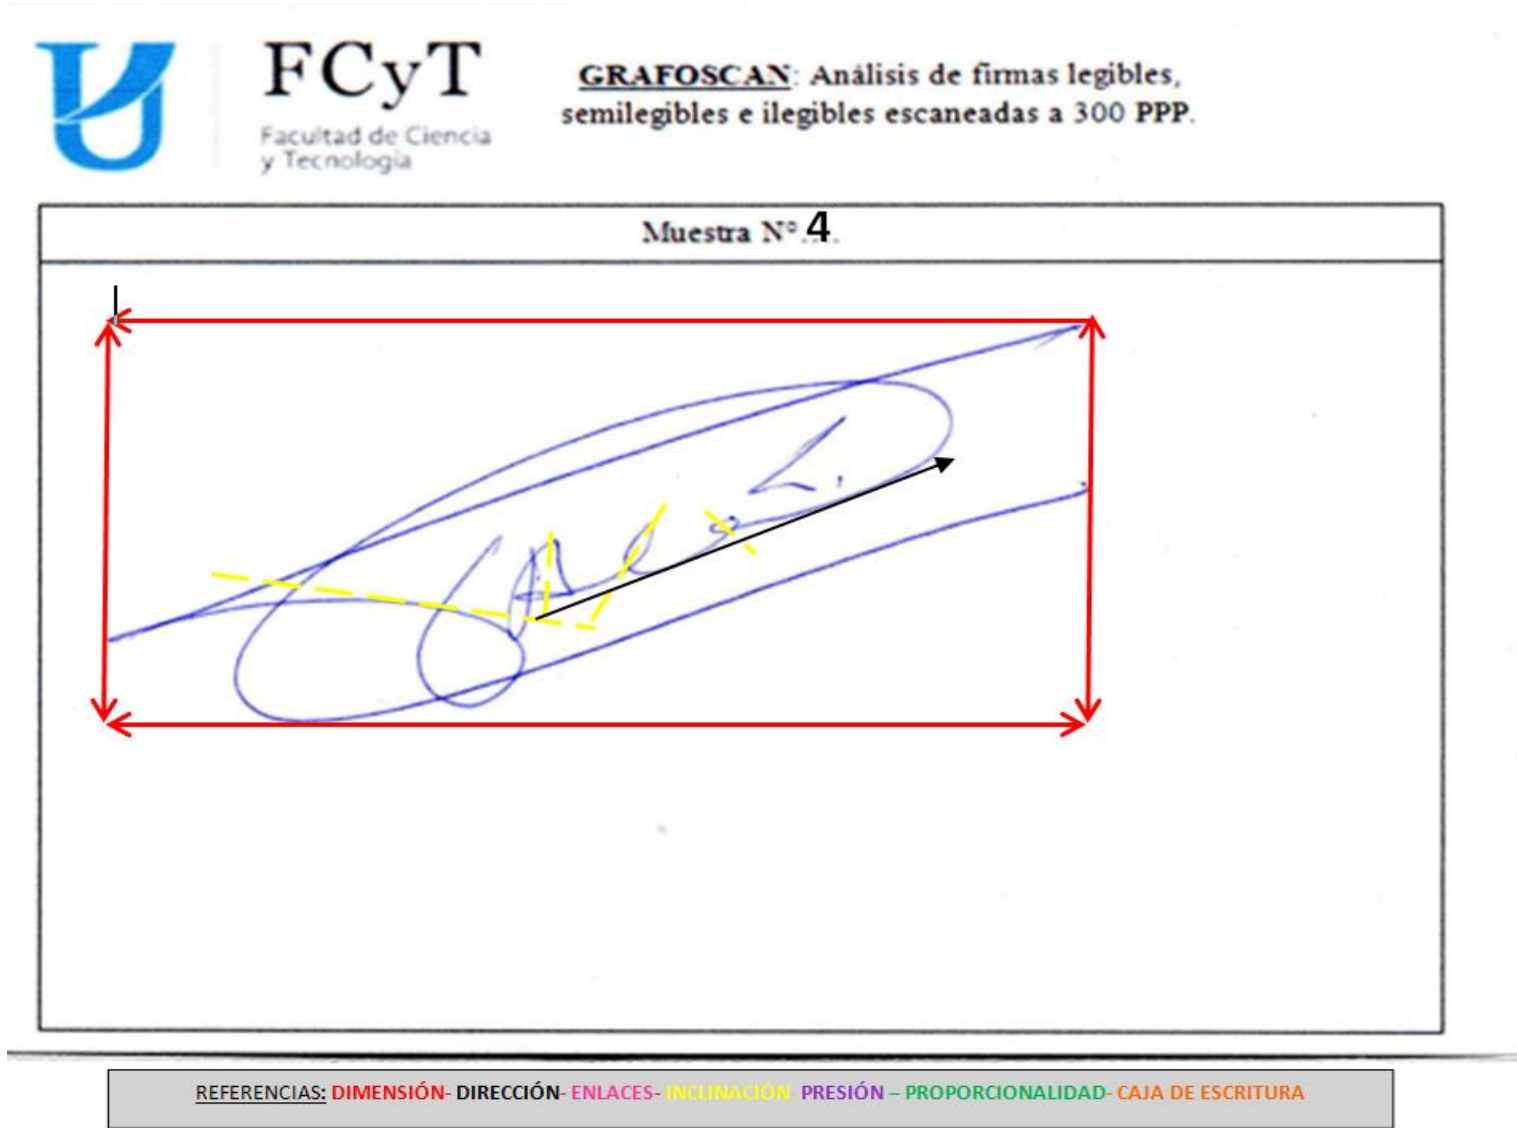 FCyT
Facultad de Ciencia
y Tecnología
GRAFOSCAN: Análisis de firmas legibles,
semilegibles e ilegibles escaneadas a 300 PPP.
Muestra Nº...4.
REFERENCIAS: DIMENSIÓN- DIRECCIÓN- ENLACES- INCLINACIÓN- PRESIÓN – PROPORCIONALIDAD- CAJA DE ESCRITURA